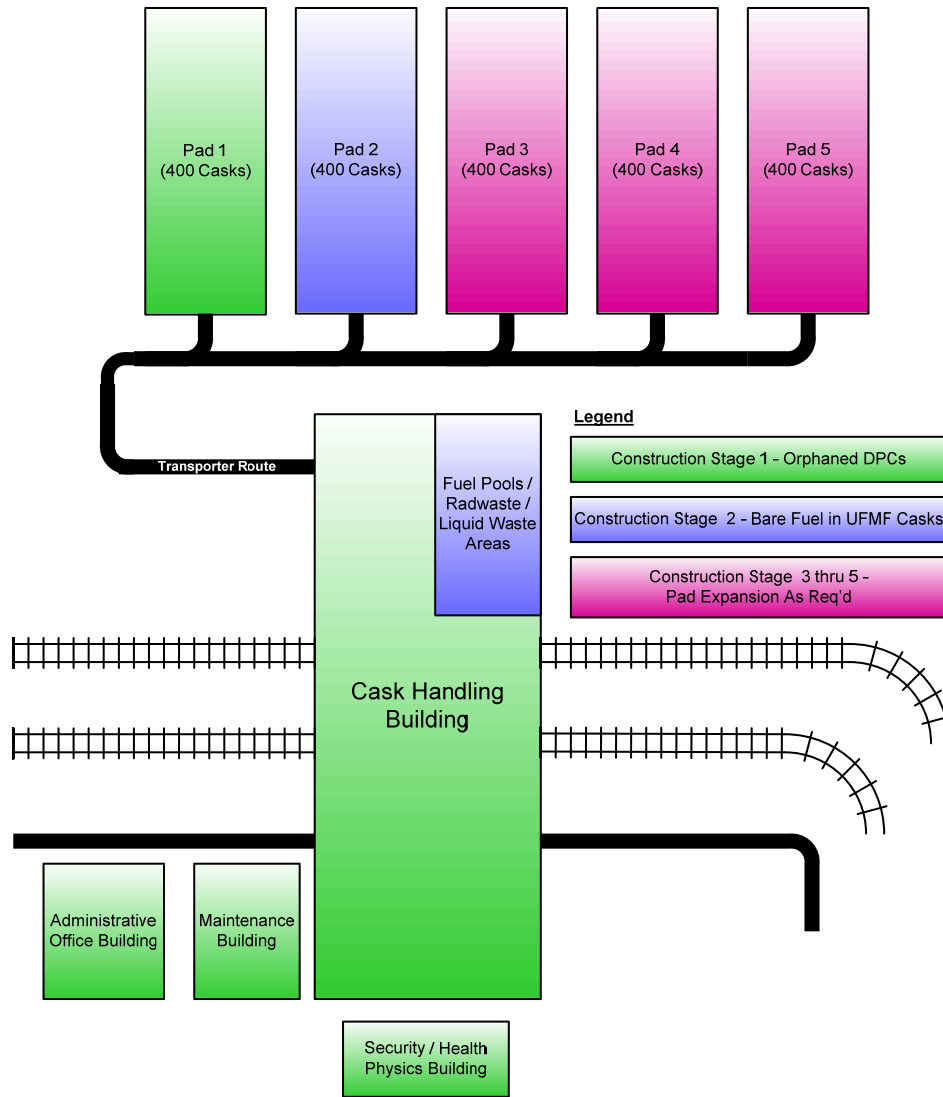 Pad 1
(400 Casks)
Pad 2
(400 Casks)
Pad 3
(400 Casks)
Pad 4
(400 Casks)
Pad 5
(400 Casks)
Transporter Route
Fuel Pools /
Radwaste /
Liquid Waste
Areas
Legend
Construction Stage 1 - Orphaned DPCs
Construction Stage 2 - Bare Fuel in UFMF Casks
Construction Stage 3 thru 5 -
Pad Expansion As Req'd
Cask Handling
Building
Administrative
Office Building
Maintenance
Building
Security / Health
Physics Building